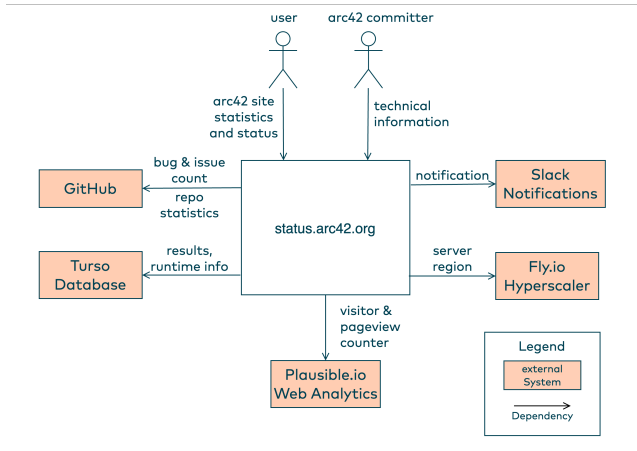 user
arc42 committer
arc42 site
statistics
and status
technical
information
bug & issue
count
GitHub
repo
statistics
notification
Slack
Notifications
status.arc42.org
results,
runtime info
Turso
Database
server
region
Fly.io
Hyperscaler
visitor &
pageview
counter
Plausible.io
Web Analytics
Legend
external
System
Dependency